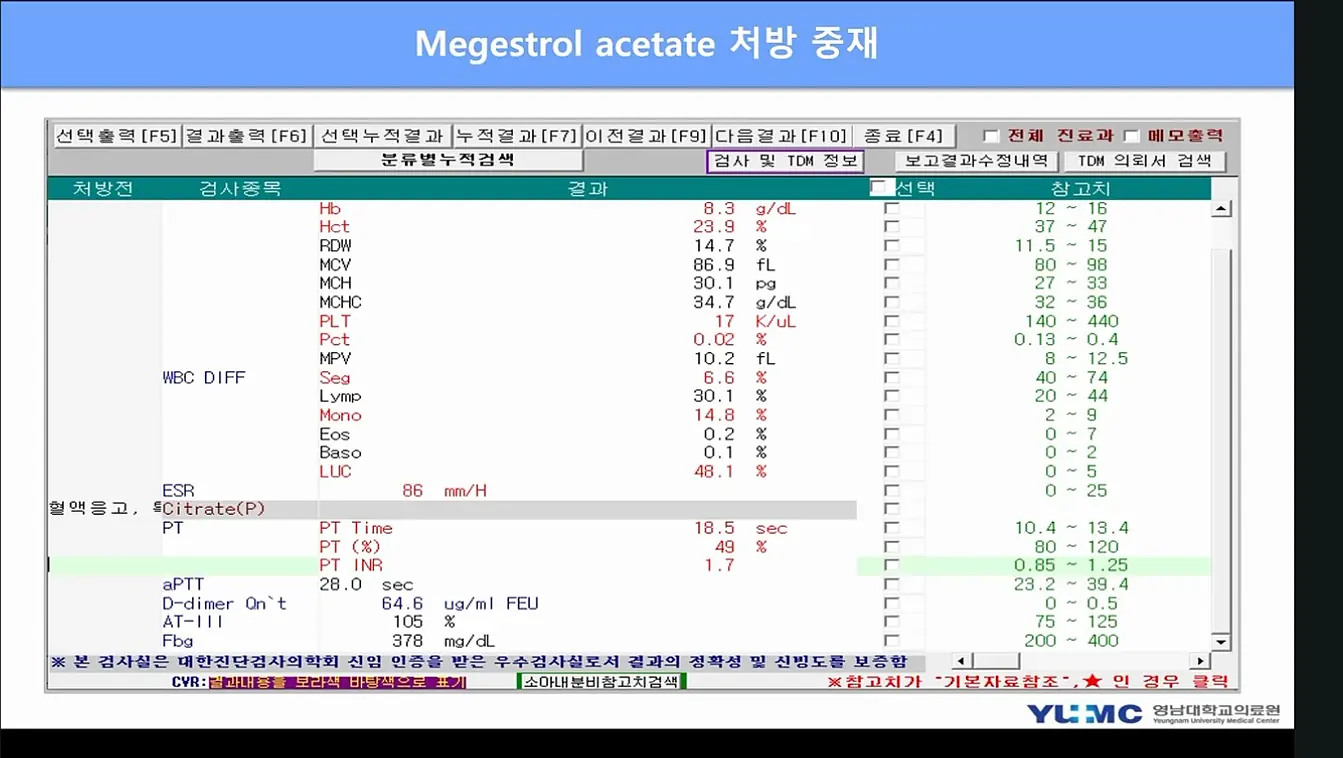 Megestrol acetate 처방 중재
선택출력[F5] 결과출력[F6] 선택누적결과 누적결과[F7] 이전결과[F9] 다음결과[F10] 종료[F4] 전체 진료과 메모출력
분류별누적검색 검사 및 TDM 정보 보고결과수정내역 TDM 의뢰서 검색
처방전 검사종목 결과 선택 참고치
Hb 8.3 g/dL 12 ~ 16
Hct 23.9 % 37 ~ 47
RDW 14.7 % 11.5 ~ 15
MCV 86.9 fL 80 ~ 98
MCH 30.1 pg 27 ~ 33
MCHC 34.7 g/dL 32 ~ 36
PLT 17 K/uL 140 ~ 440
Pct 0.02 % 0.13 ~ 0.4
MPV 10.2 fL 8 ~ 12.5
WBC DIFF Seg 6.6 % 40 ~ 74
Lymp 30.1 % 20 ~ 44
Mono 14.8 % 2 ~ 9
Eos 0.2 % 0 ~ 7
Baso 0.1 % 0 ~ 2
LUC 48.1 % 0 ~ 5
ESR 86 mm/H 0 ~ 25
혈액응고, Citrate(P)
PT PT Time 18.5 sec 10.4 ~ 13.4
PT (%) 49 % 80 ~ 120
PT INR 1.7 0.85 ~ 1.25
aPTT 28.0 sec 23.2 ~ 39.4
D-dimer Qn`t 64.6 ug/ml FEU 0 ~ 0.5
AT-III 105 % 75 ~ 125
Fbg 378 mg/dL 200 ~ 400
※ 본 검사실은 대한진단검사의학회 신임 인증을 받은 우수검사실로서 결과의 정확성 및 신빙도를 보증함
CVR:결과내용을 보라색 바탕색으로 표기 소아내분비참고치검색 ※참고치가 "기본자료참조",★ 인 경우 클릭
YUMC 영남대학교의료원
Yeungnam University Medical Center